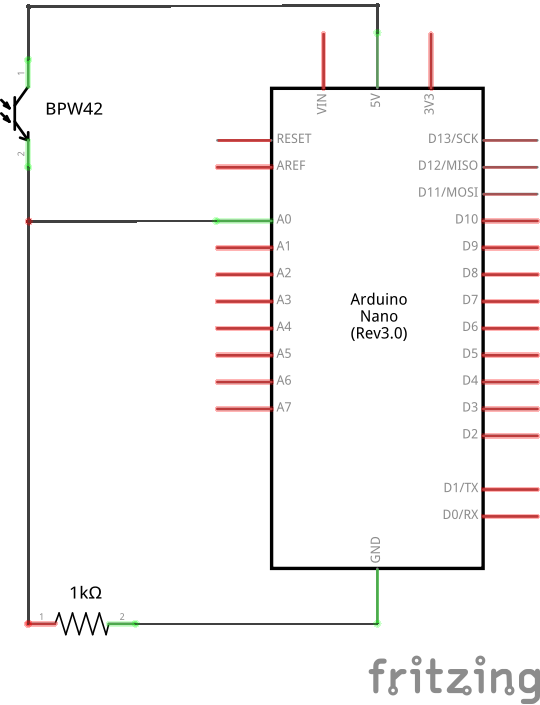 VIN
5V
3V3
1
BPW42
2
RESET
AREF
A0
A1
A2
A3
A4
A5
A6
A7
D13/SCK
D12/MISO
D11/MOSI
D10
D9
D8
D7
D6
D5
D4
D3
D2
D1/TX
D0/RX
Arduino
Nano
(Rev3.0)
GND
1kΩ
1
2
fritzing